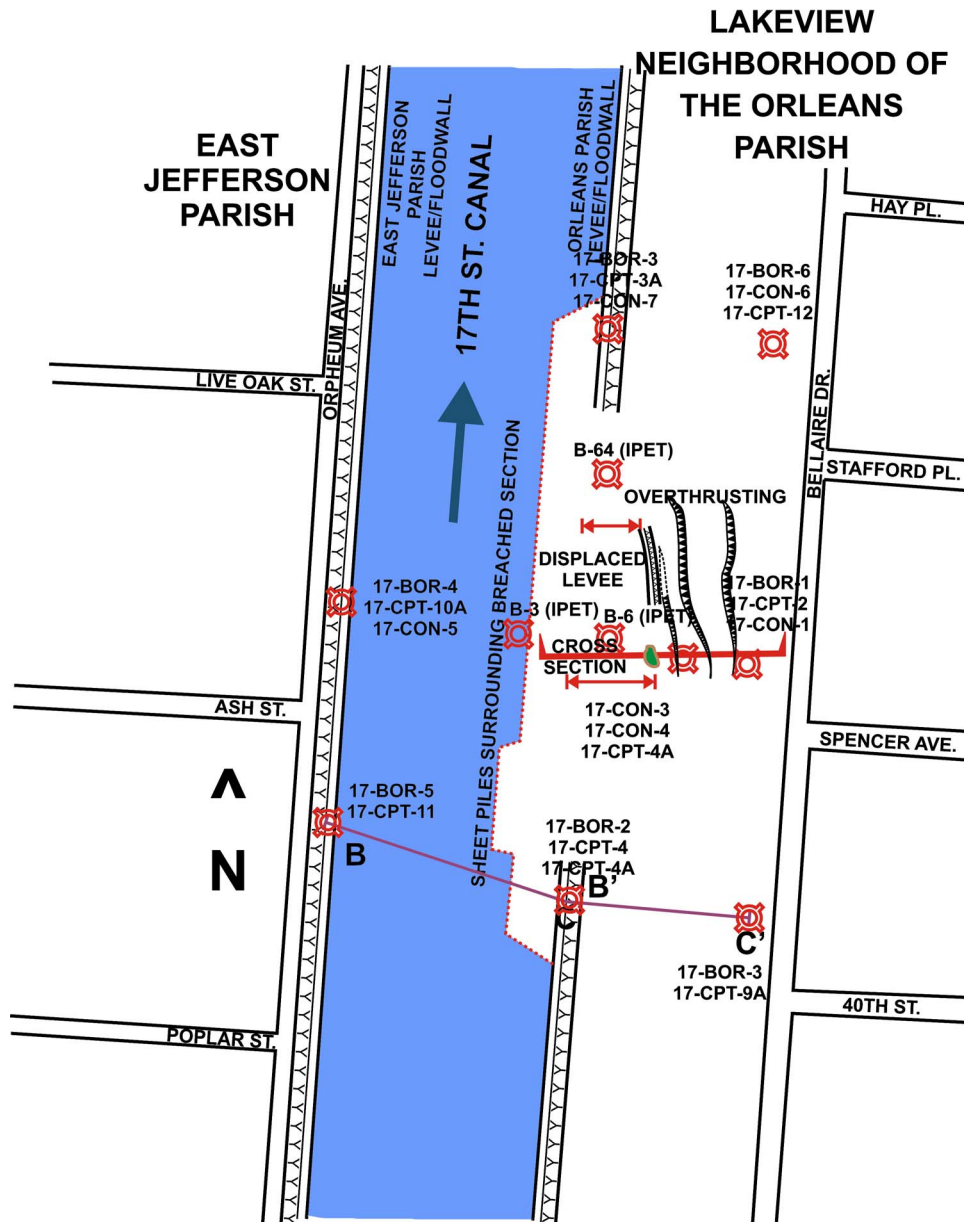 LAKEVIEW
NEIGHBORHOOD OF
THE ORLEANS
PARISH
EAST
JEFFERSON
PARISH
EAST JEFFERSON
PARISH
LEVEE/FLOODWALL
17TH ST. CANAL
ORLEANS PARISH
LEVEE/FLOODWALL
HAY PL.
17-BOR-3
17-CPT-3A
17-CON-7
17-BOR-6
17-CON-6
17-CPT-12
ORPHEUM AVE.
LIVE OAK ST.
BELLAIRE DR.
STAFFORD PL.
B-64 (IPET)
OVERTHRUSTING
SHEET PILES SURROUNDING BREACHED SECTION
DISPLACED
LEVEE
17-BOR-4
17-CPT-10A
17-CON-5
B-3 (IPET)
B-6 (IPET)
17-BOR-1
17-CPT-2
17-CON-1
CROSS
SECTION
17-CON-3
17-CON-4
17-CPT-4A
ASH ST.
SPENCER AVE.
^
N
17-BOR-5
17-CPT-11
B
17-BOR-2
17-CPT-4
17-CPT-4A
B'
C
C'
17-BOR-3
17-CPT-9A
40TH ST.
POPLAR ST.